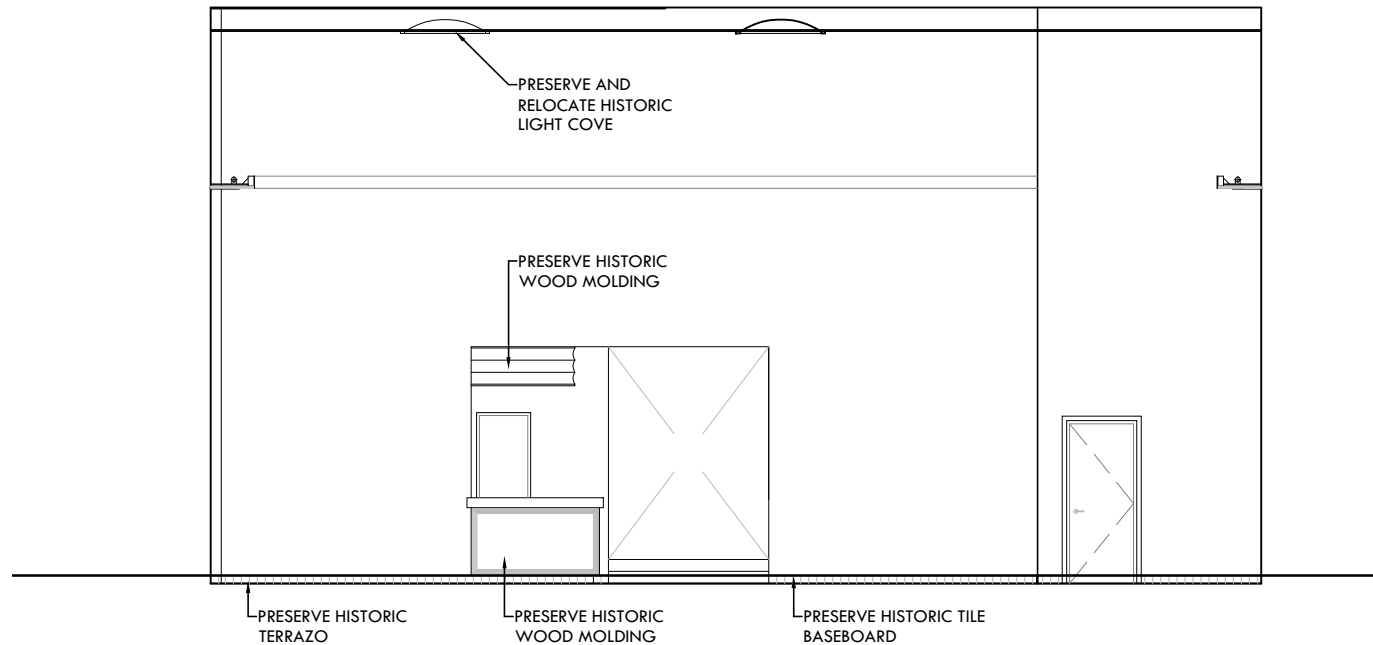 PRESERVE AND
RELOCATE HISTORIC
LIGHT COVE
PRESERVE HISTORIC
WOOD MOLDING
PRESERVE HISTORIC
TERRAZO
PRESERVE HISTORIC
WOOD MOLDING
PRESERVE HISTORIC TILE
BASEBOARD